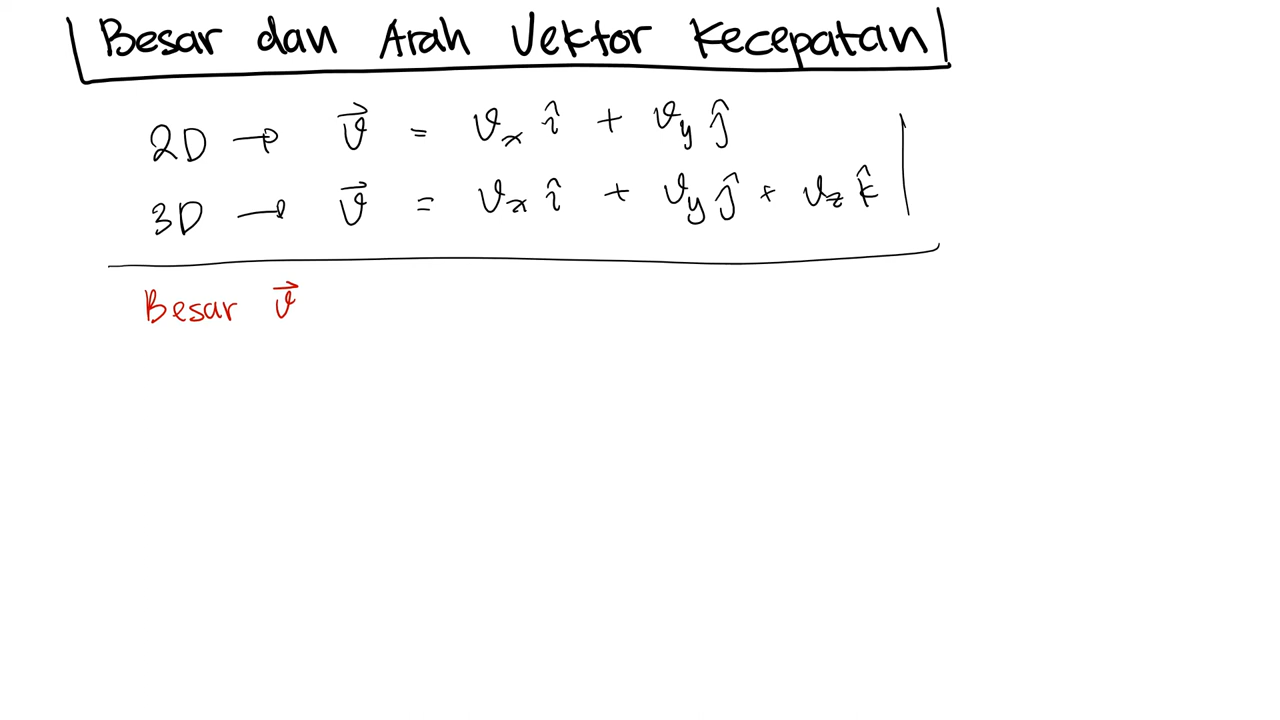 Besar dan Arah Vektor Kecepatan
2D → v⃗ = vₓ î + v_y ĵ
3D → v⃗ = vₓ î + v_y ĵ + v_z k̂
Besar v⃗